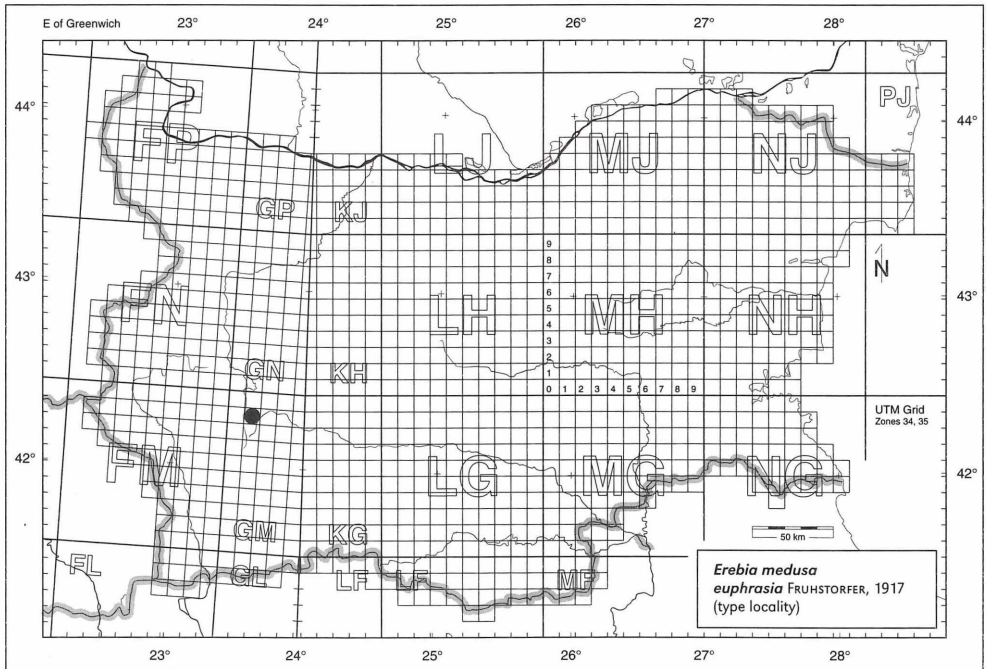 E of Greenwich 23° 24° 25° 26° 27° 28°
44° 44°
PJ
FP LJ MJ NJ
GP KJ
9
8
7
43° 43°
N
6
FN LH MH NH
5
4
3
2
GN KH
1
0 1 2 3 4 5 6 7 8 9
UTM Grid
Zones 34, 35
42° 42°
FM LG MG NG
GM KG
50 km
FL GL LF LF MF
Erebia medusa
euphrasia FRUHSTORFER, 1917
(type locality)
23° 24° 25° 26° 27° 28°